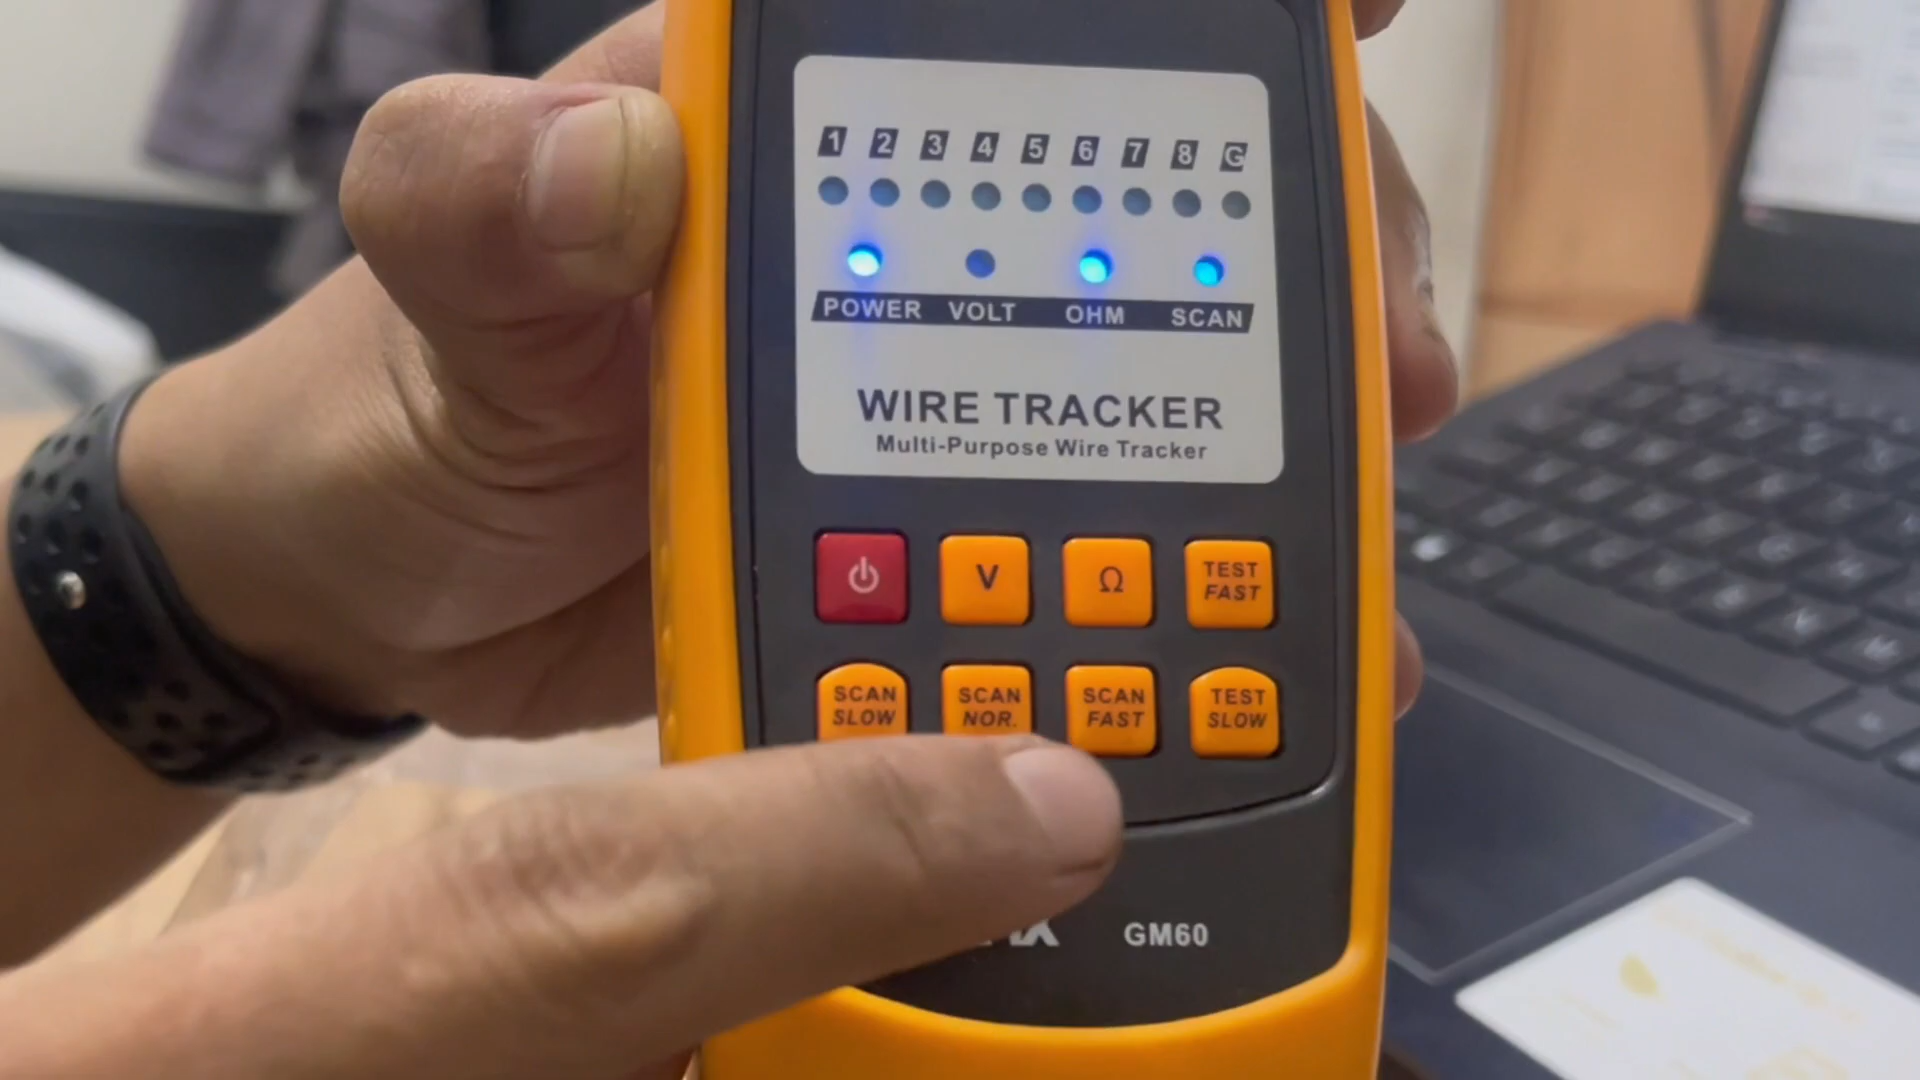 1 2 3 4 5 6 7 8 G
POWER VOLT OHM SCAN
WIRE TRACKER
Multi-Purpose Wire Tracker
V Ω TEST FAST
SCAN SLOW SCAN NOR. SCAN FAST TEST SLOW
GM60